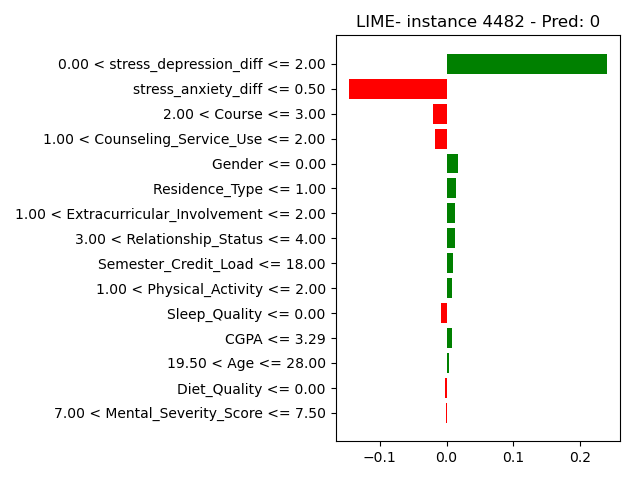 LIME- instance 4482 - Pred: 0
0.00 < stress_depression_diff <= 2.00
stress_anxiety_diff <= 0.50
2.00 < Course <= 3.00
1.00 < Counseling_Service_Use <= 2.00
Gender <= 0.00
Residence_Type <= 1.00
1.00 < Extracurricular_Involvement <= 2.00
3.00 < Relationship_Status <= 4.00
Semester_Credit_Load <= 18.00
1.00 < Physical_Activity <= 2.00
Sleep_Quality <= 0.00
CGPA <= 3.29
19.50 < Age <= 28.00
Diet_Quality <= 0.00
7.00 < Mental_Severity_Score <= 7.50
−0.1 0.0 0.1 0.2